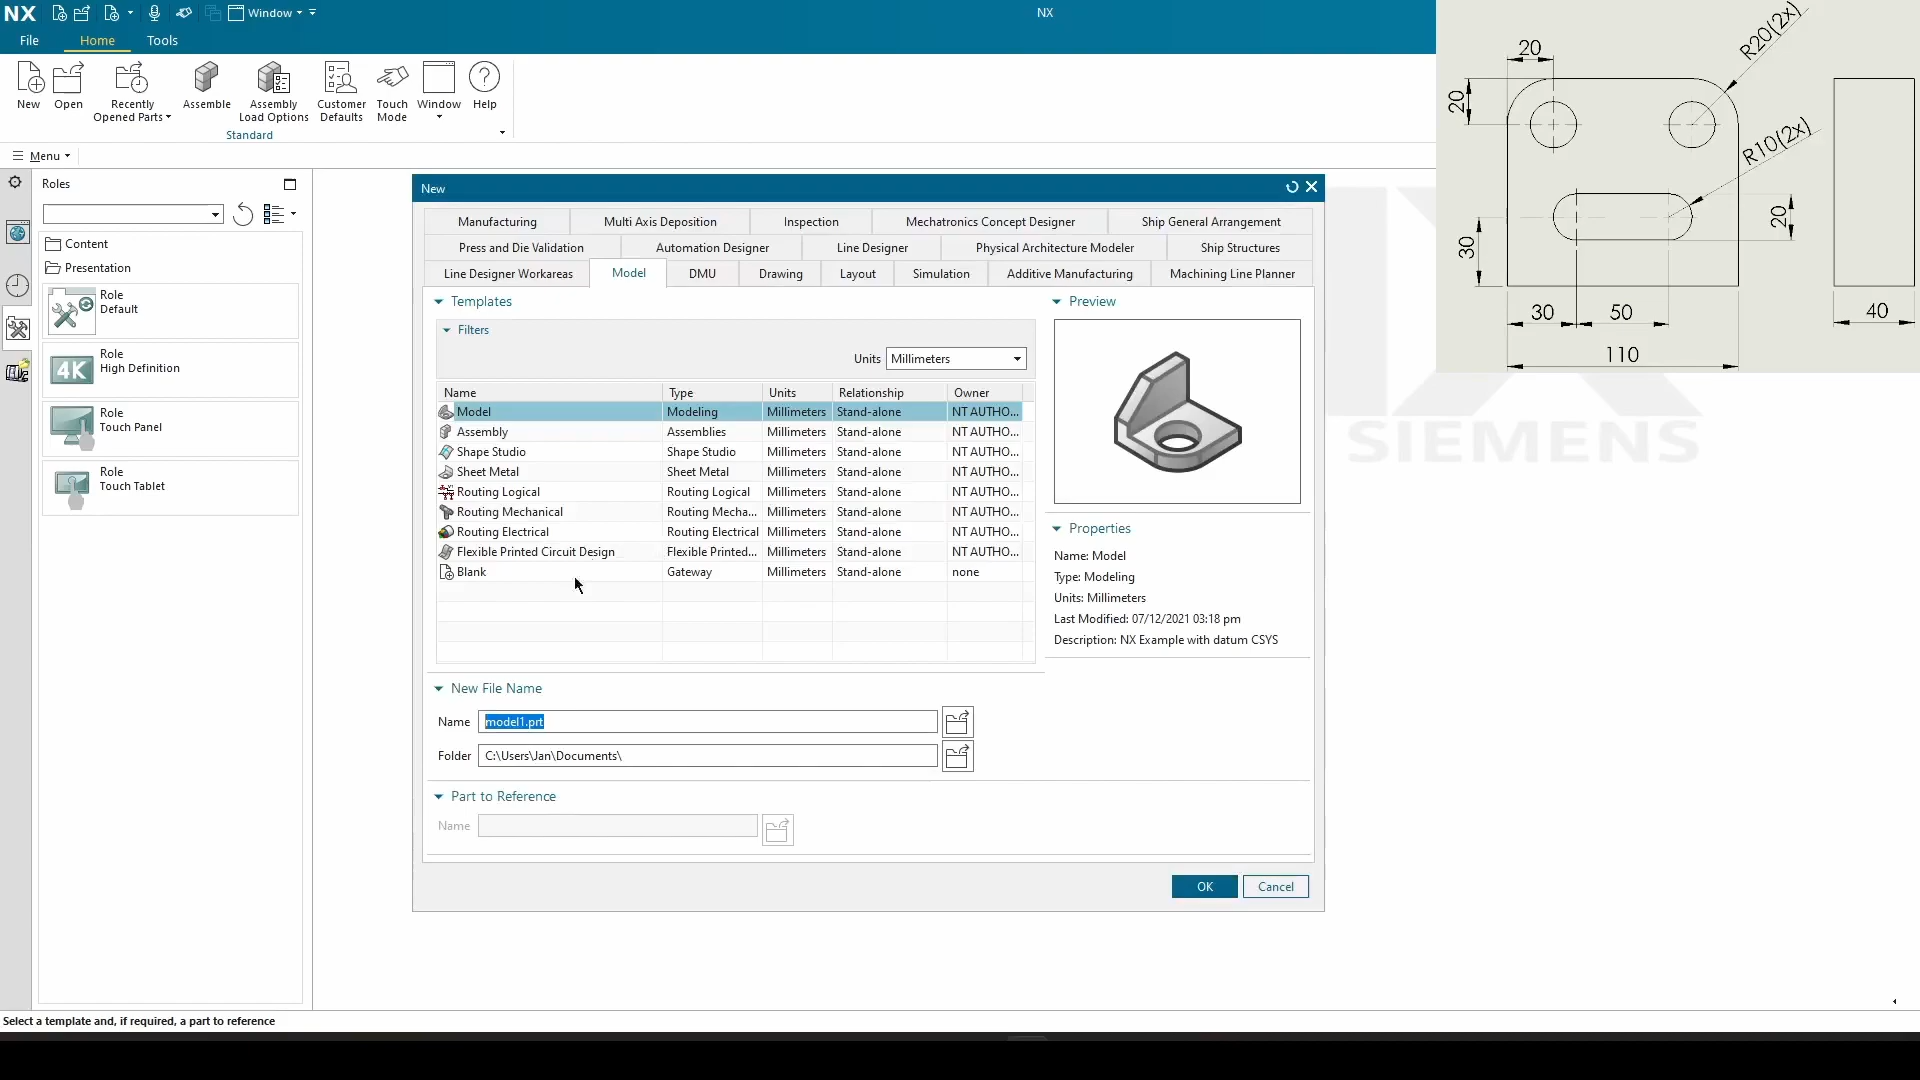 NX
Window
NX
File
Home
Tools
New
Open
Recently
Opened Parts
Assemble
Assembly
Load Options
Customer
Defaults
Touch
Mode
Window
Help
Standard
Menu
Roles
Content
Presentation
Role
Default
4K
Role
High Definition
Role
Touch Panel
Role
Touch Tablet
New
Manufacturing
Multi Axis Deposition
Inspection
Mechatronics Concept Designer
Ship General Arrangement
Press and Die Validation
Automation Designer
Line Designer
Physical Architecture Modeler
Ship Structures
Line Designer Workareas
Model
DMU
Drawing
Layout
Simulation
Additive Manufacturing
Machining Line Planner
Templates
Filters
Units Millimeters
Name Type Units Relationship Owner
Model Modeling Millimeters Stand-alone NT AUTHO...
Assembly Assemblies Millimeters Stand-alone NT AUTHO...
Shape Studio Shape Studio Millimeters Stand-alone NT AUTHO...
Sheet Metal Sheet Metal Millimeters Stand-alone NT AUTHO...
Routing Logical Routing Logical Millimeters Stand-alone NT AUTHO...
Routing Mechanical Routing Mecha... Millimeters Stand-alone NT AUTHO...
Routing Electrical Routing Electrical Millimeters Stand-alone NT AUTHO...
Flexible Printed Circuit Design Flexible Printed... Millimeters Stand-alone NT AUTHO...
Blank Gateway Millimeters Stand-alone none
Preview
Properties
Name: Model
Type: Modeling
Units: Millimeters
Last Modified: 07/12/2021 03:18 pm
Description: NX Example with datum CSYS
New File Name
Name model1.prt
Folder C:\Users\Jan\Documents\
Part to Reference
Name
OK
Cancel
Select a template and, if required, a part to reference
20
R20(2x)
20
R10(2x)
20
30
30
50
40
110
SIEMENS